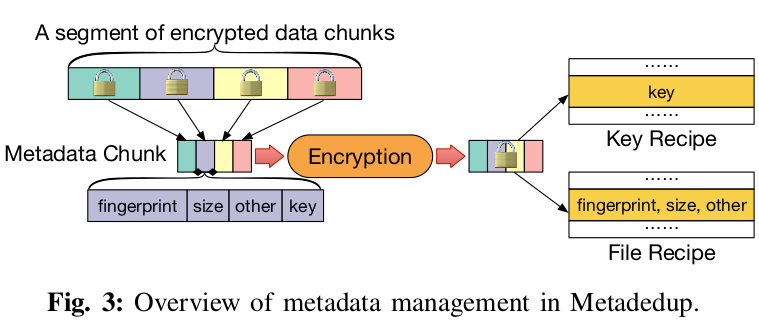 A segment of encrypted data chunks
......
key
......
Key Recipe
Metadata Chunk
Encryption
fingerprint size other key
......
fingerprint, size, other
......
File Recipe
Fig. 3: Overview of metadata management in Metadedup.